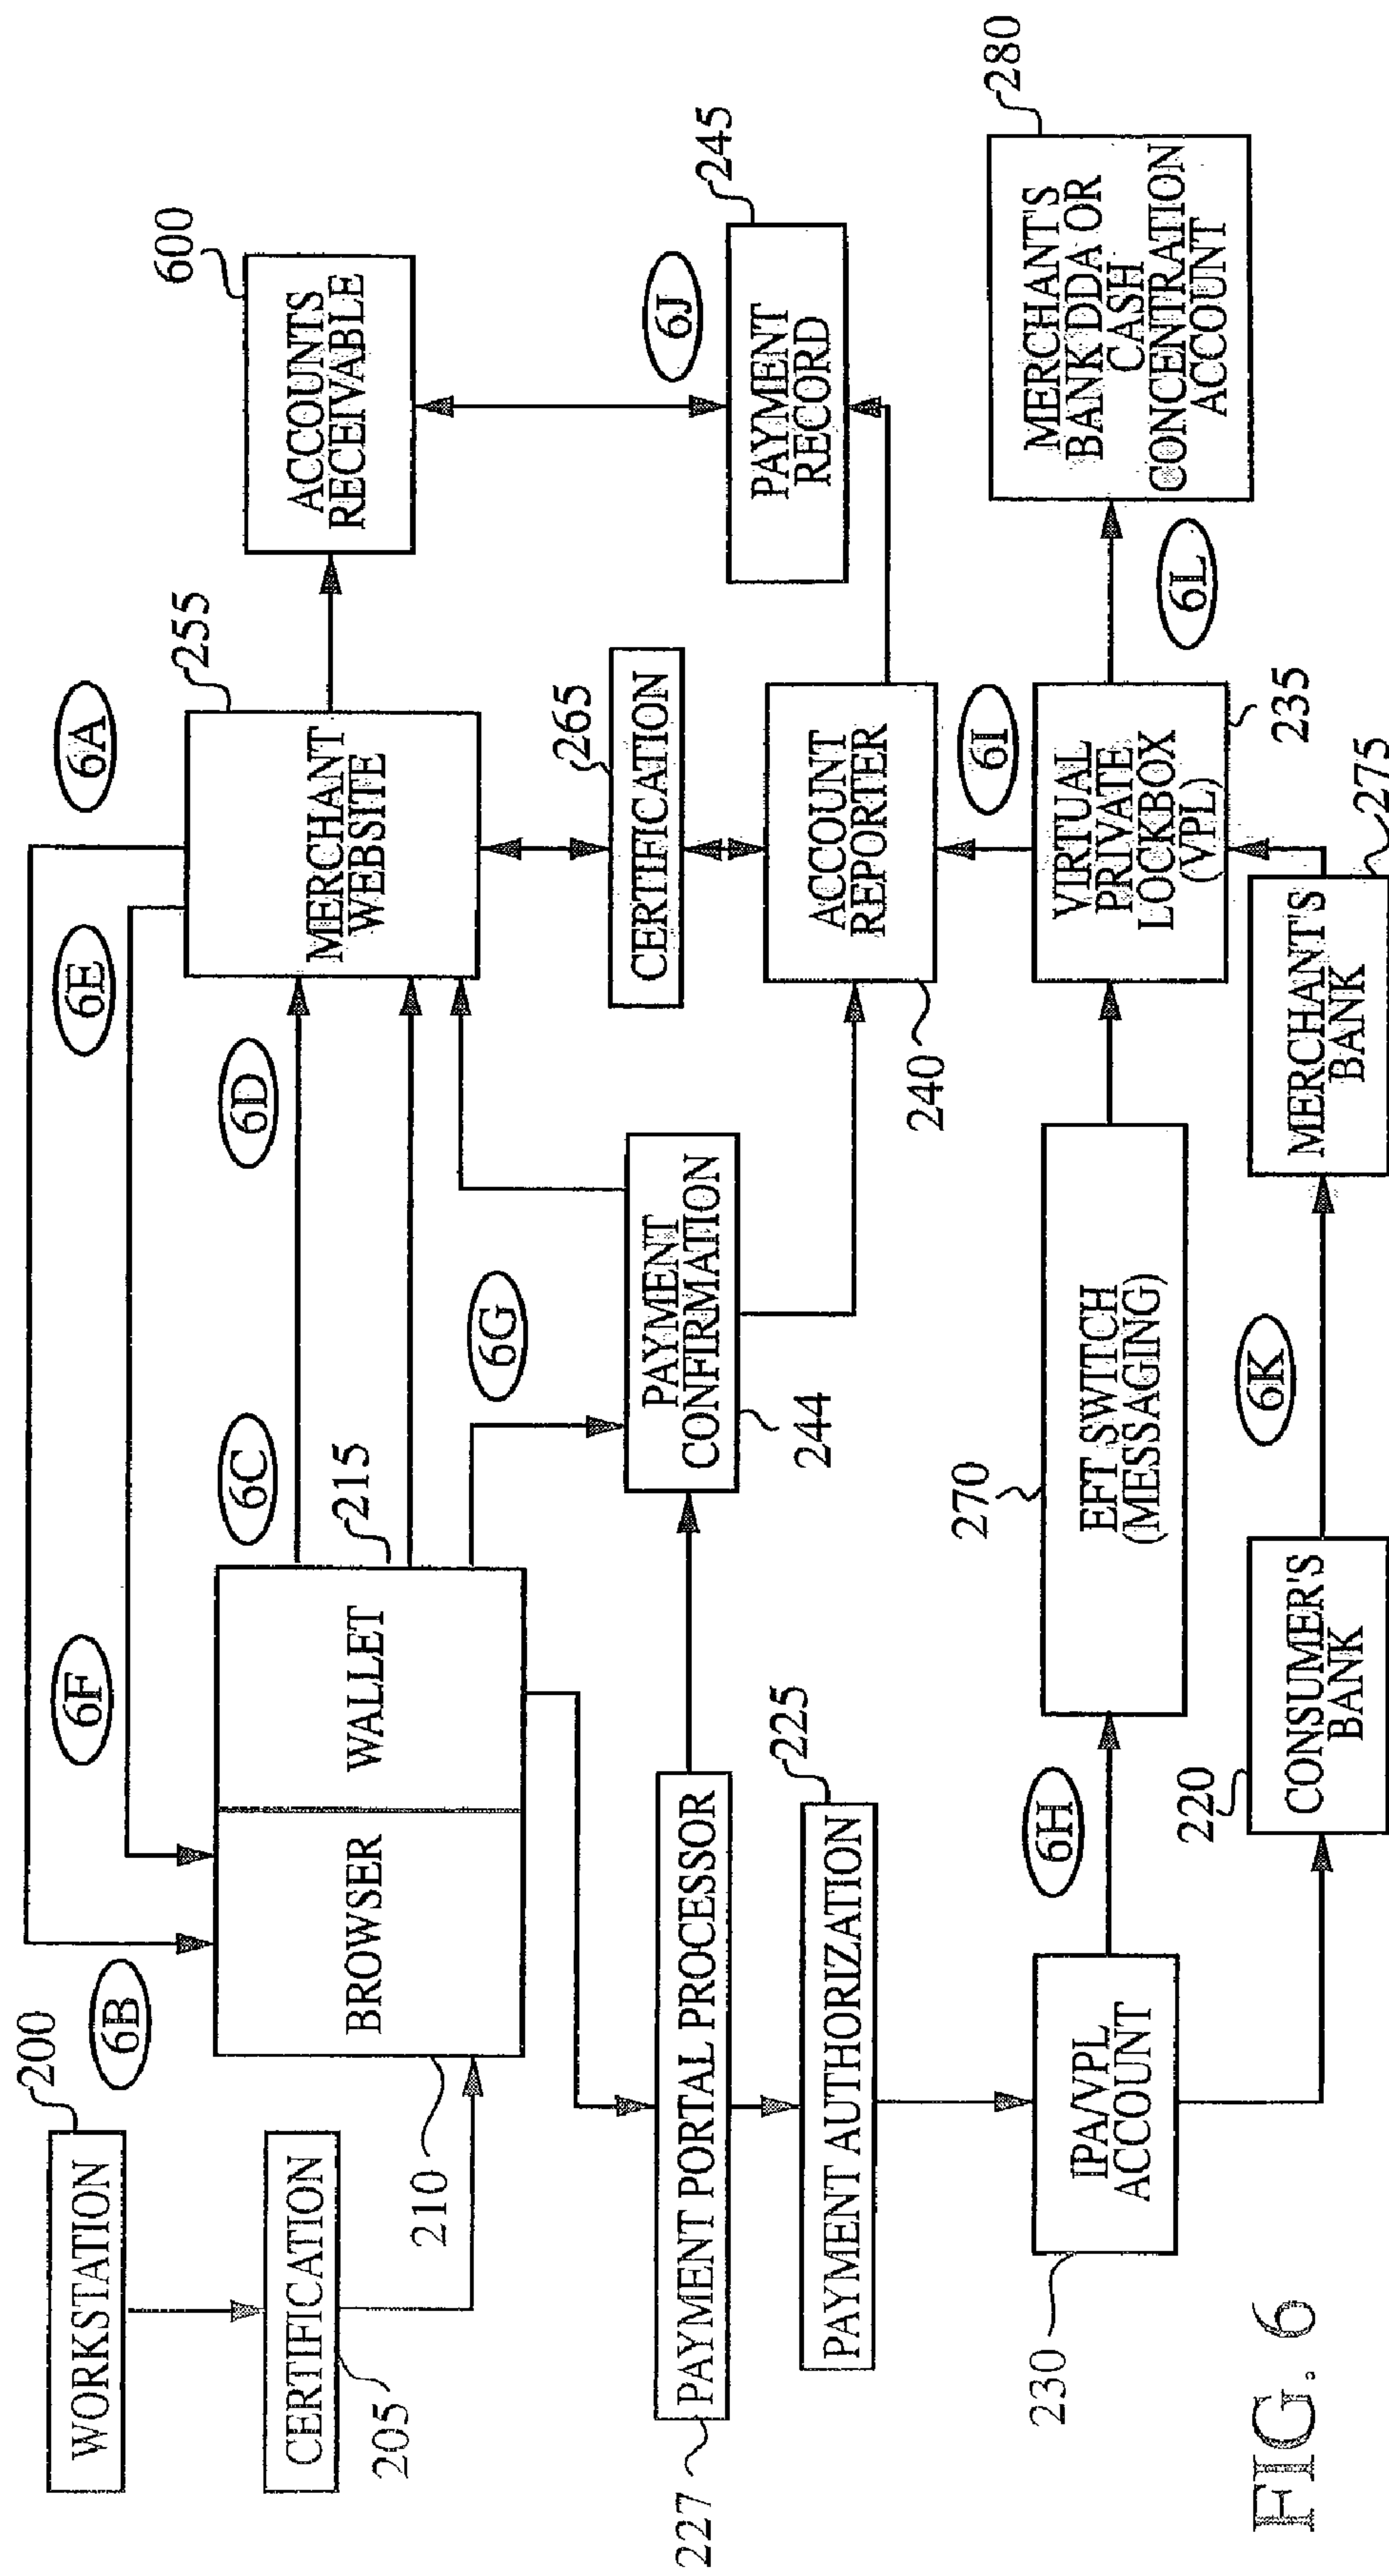 WORKSTATION
200
CERTIFICATION
205
6B
6F
6E
6A
BROWSER
210
WALLET
215
6C
6D
MERCHANT
WEBSITE
255
ACCOUNTS
RECEIVABLE
600
6G
PAYMENT
CONFIRMATION
244
CERTIFICATION
265
6J
PAYMENT
RECORD
245
PAYMENT PORTAL PROCESSOR
227
PAYMENT AUTHORIZATION
225
ACCOUNT
REPORTER
240
6I
IPA/VPL
ACCOUNT
230
6H
EFT SWITCH
(MESSAGING)
270
VIRTUAL
PRIVATE
LOCKBOX
(VPL)
235
6L
MERCHANT'S
BANK DDA OR
CASH
CONCENTRATION
ACCOUNT
280
CONSUMER'S
BANK
220
6K
MERCHANT'S
BANK
275
FIG. 6